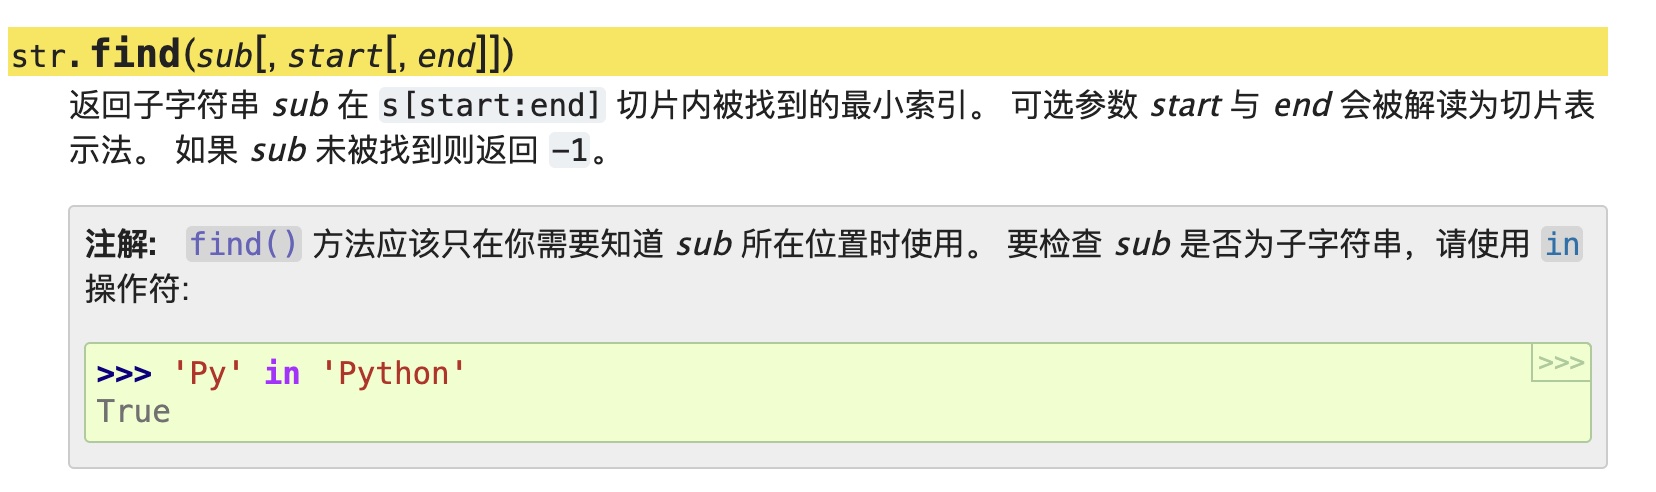 str.find(sub[, start[, end]])
返回子字符串 sub 在 s[start:end] 切片内被找到的最小索引。 可选参数 start 与 end 会被解读为切片表
示法。 如果 sub 未被找到则返回 -1。
注解: find() 方法应该只在你需要知道 sub 所在位置时使用。 要检查 sub 是否为子字符串，请使用 in
操作符:
>>> 'Py' in 'Python'
>>>
True